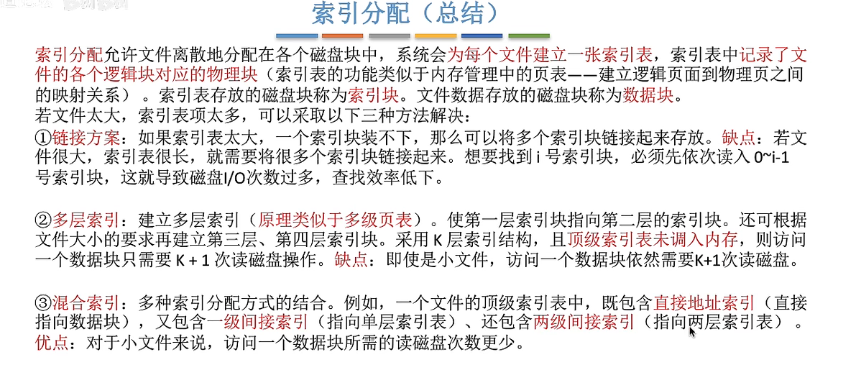 索引分配（总结）
索引分配允许文件离散地分配在各个磁盘块中，系统会为每个文件建立一张索引表，索引表中记录了文
件的各个逻辑块对应的物理块（索引表的功能类似于内存管理中的页表——建立逻辑页面到物理页之间
的映射关系）。索引表存放的磁盘块称为索引块。文件数据存放的磁盘块称为数据块。
若文件太大，索引表项太多，可以采取以下三种方法解决：
①链接方案：如果索引表太大，一个索引块装不下，那么可以将多个索引块链接起来存放。缺点：若文
件很大，索引表很长，就需要将很多个索引块链接起来。想要找到 i 号索引块，必须先依次读入 0~i-1
号索引块，这就导致磁盘I/O次数过多，查找效率低下。
②多层索引：建立多层索引（原理类似于多级页表）。使第一层索引块指向第二层的索引块。还可根据
文件大小的要求再建立第三层、第四层索引块。采用 K 层索引结构，且顶级索引表未调入内存，则访问
一个数据块只需要 K + 1 次读磁盘操作。缺点：即使是小文件，访问一个数据块依然需要K+1次读磁盘。
③混合索引：多种索引分配方式的结合。例如，一个文件的顶级索引表中，既包含直接地址索引（直接
指向数据块），又包含一级间接索引（指向单层索引表）、还包含两级间接索引（指向两层索引表）。
优点：对于小文件来说，访问一个数据块所需的读磁盘次数更少。